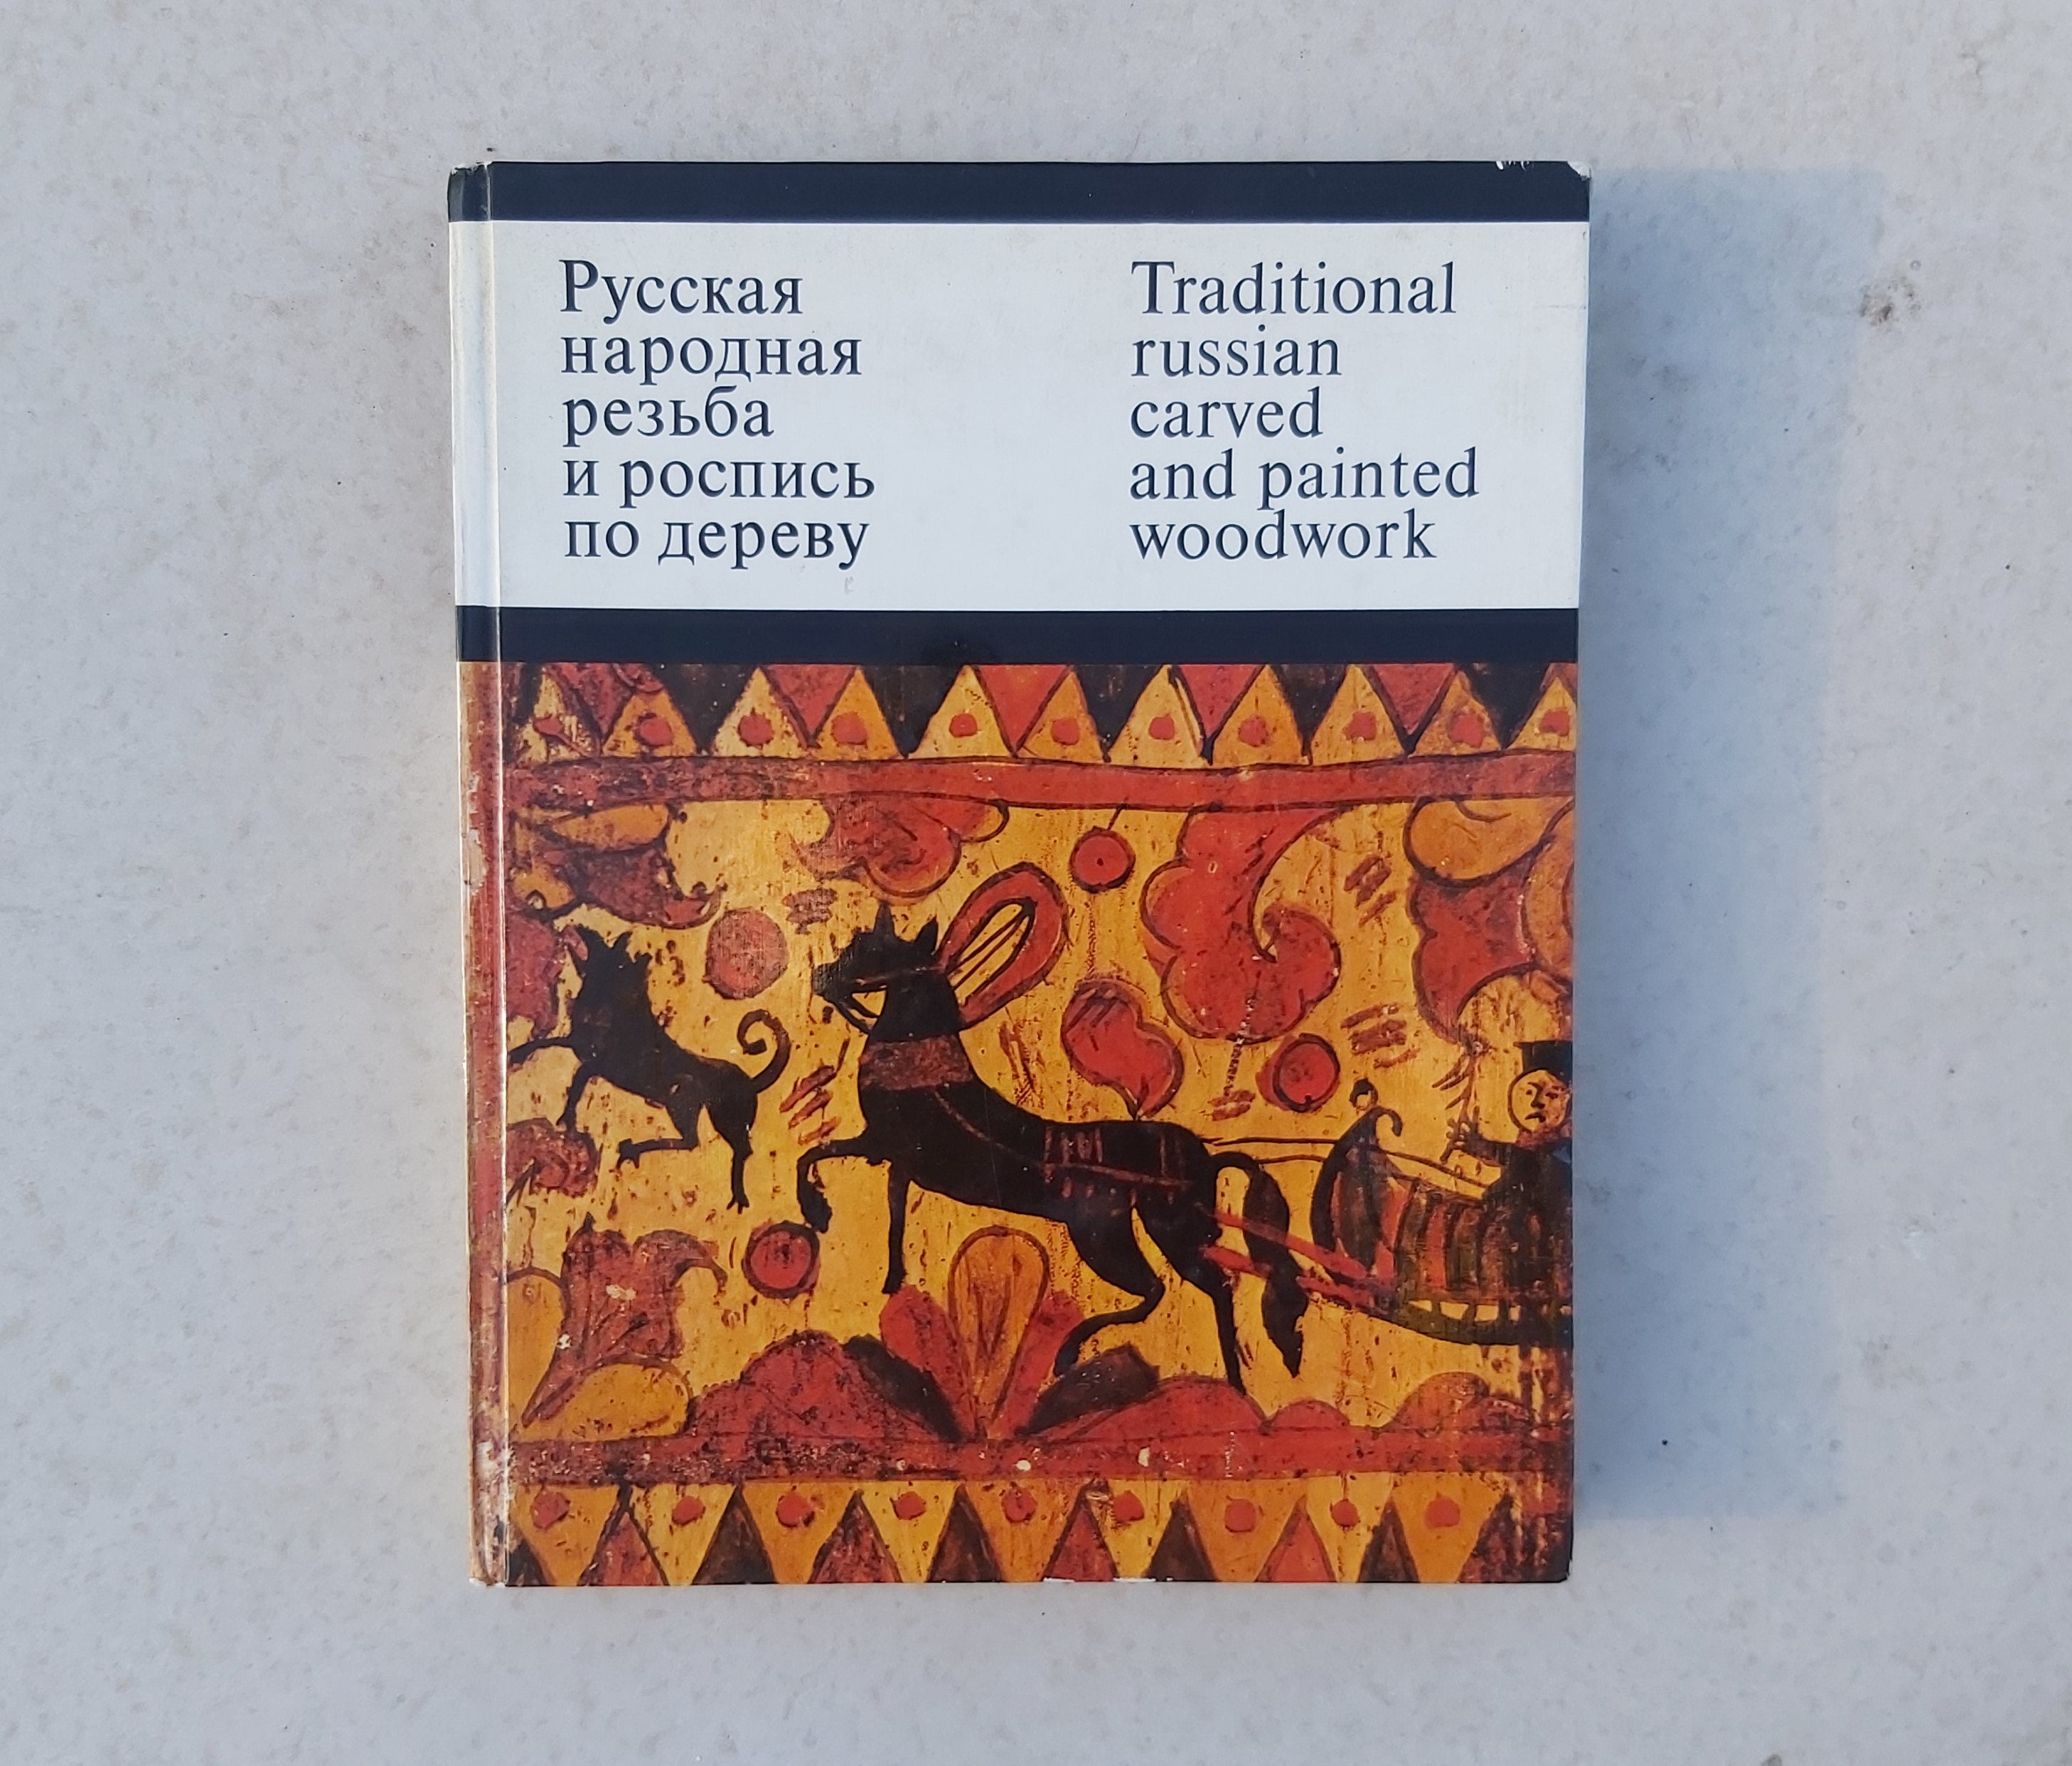 Русская
народная
резьба
и роспись
по дереву
Traditional
russian
carved
and painted
woodwork